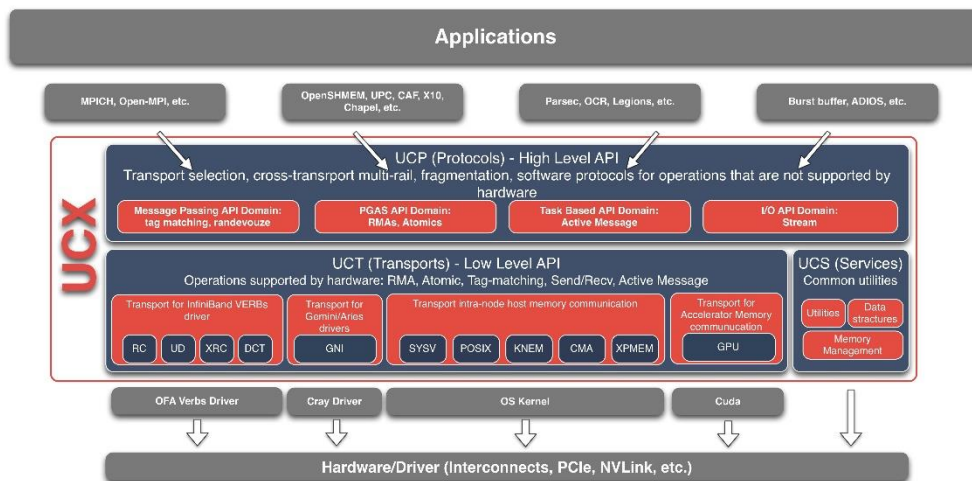 Applications
MPICH, Open-MPI, etc.
OpenSHMEM, UPC, CAF, X10,
Chapel, etc.
Parsec, OCR, Legions, etc.
Burst buffer, ADIOS, etc.
UCX
UCP (Protocols) - High Level API
Transport selection, cross-transrport multi-rail, fragmentation, software protocols for operations that are not supported by
hardware
Message Passing API Domain:
tag matching, randevouze
PGAS API Domain:
RMAs, Atomics
Task Based API Domain:
Active Message
I/O API Domain:
Stream
UCT (Transports) - Low Level API
Operations supported by hardware: RMA, Atomic, Tag-matching, Send/Recv, Active Message
Transport for InfiniBand VERBs
driver
RC
UD
XRC
DCT
Transport for
Gemini/Aries
drivers
GNI
Transport intra-node host memory communication
SYSV
POSIX
KNEM
CMA
XPMEM
Transport for
Accelerator Memory
communucation
GPU
UCS (Services)
Common utilities
Utilities
Data
stractures
Memory
Management
OFA Verbs Driver
Cray Driver
OS Kernel
Cuda
Hardware/Driver (Interconnects, PCIe, NVLink, etc.)